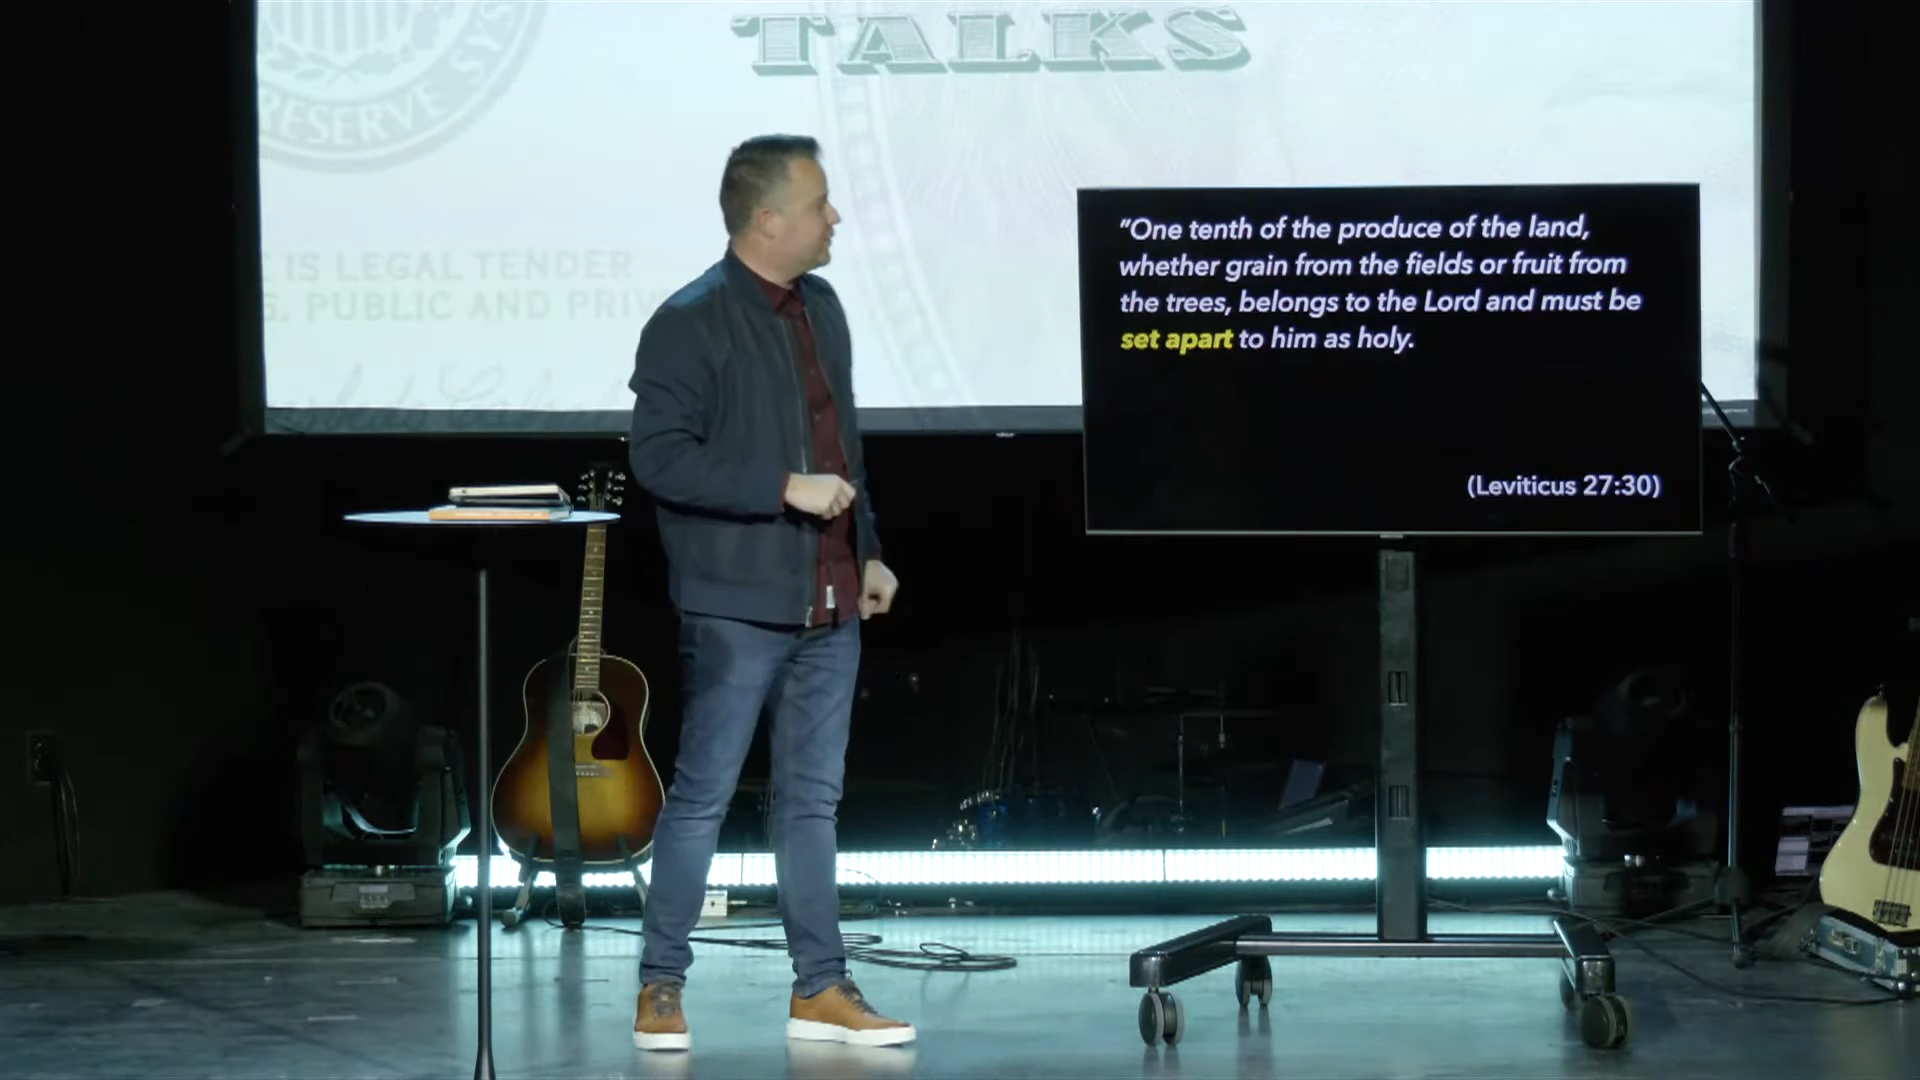 TALKS
RESERVE SYS
IS LEGAL TENDER
PUBLIC AND PRIV
"One tenth of the produce of the land,
whether grain from the fields or fruit from
the trees, belongs to the Lord and must be
set apart to him as holy.
(Leviticus 27:30)